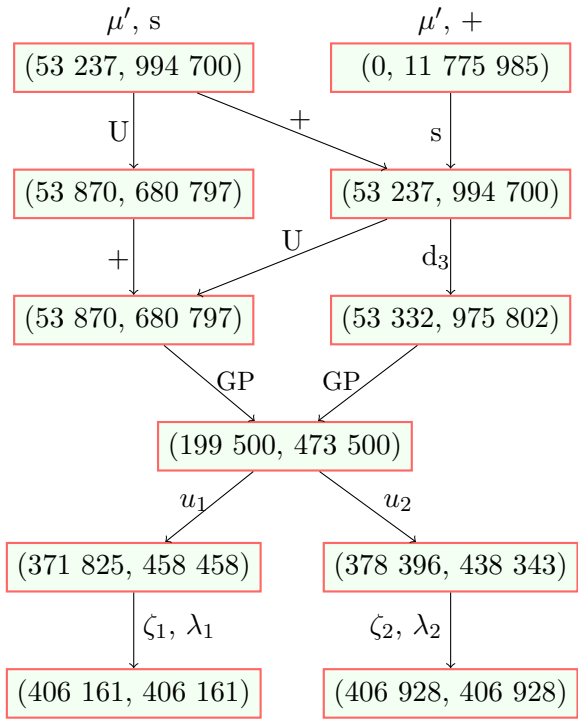 μ′, s μ′, +
(53 237, 994 700) (0, 11 775 985)
U + s
(53 870, 680 797) (53 237, 994 700)
+ U d₃
(53 870, 680 797) (53 332, 975 802)
GP GP
(199 500, 473 500)
u₁ u₂
(371 825, 458 458) (378 396, 438 343)
ζ₁, λ₁ ζ₂, λ₂
(406 161, 406 161) (406 928, 406 928)